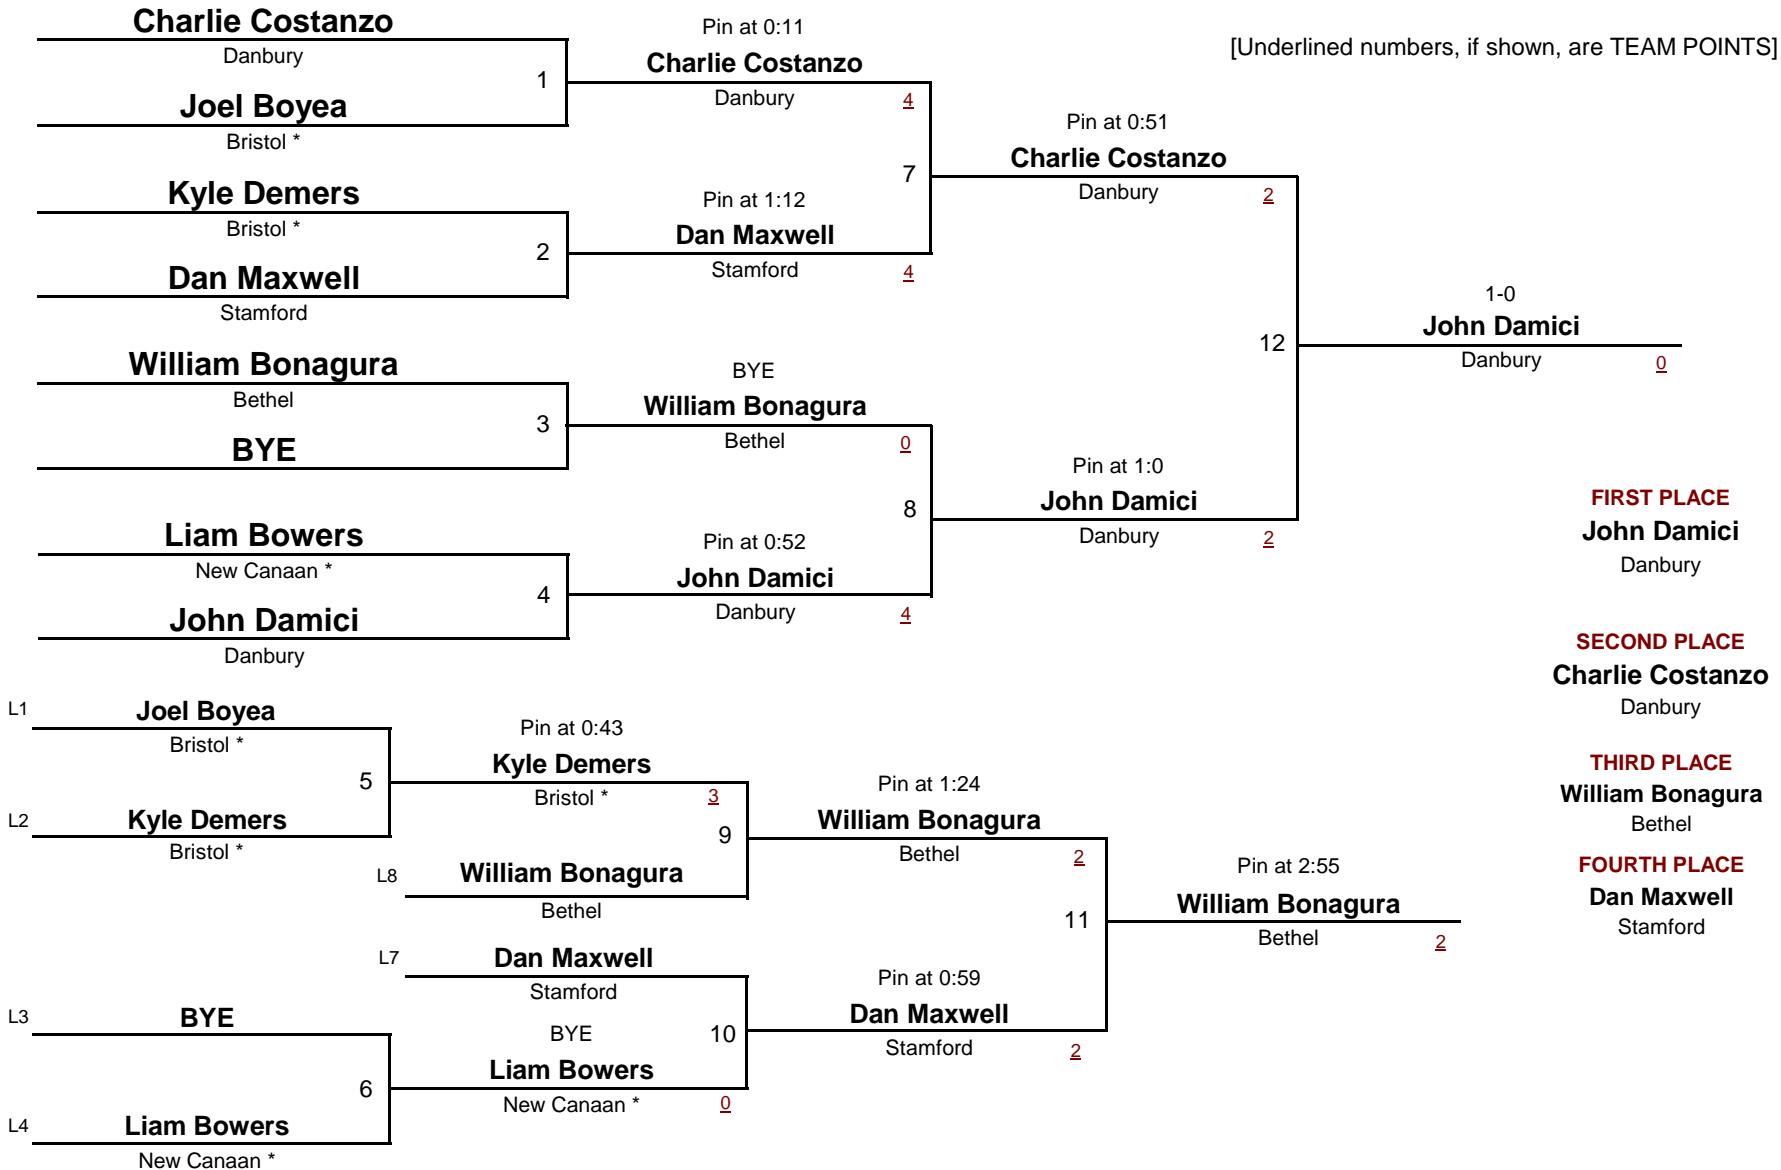 Charlie Costanzo
Danbury
1
Joel Boyea
Bristol *
Kyle Demers
Bristol *
2
Dan Maxwell
Stamford
William Bonagura
Bethel
3
BYE
Liam Bowers
New Canaan *
4
John Damici
Danbury
Pin at 0:11
Charlie Costanzo
Danbury
4
7
Pin at 1:12
Dan Maxwell
Stamford
4
BYE
William Bonagura
Bethel
0
8
Pin at 0:52
John Damici
Danbury
4
[Underlined numbers, if shown, are TEAM POINTS]
Pin at 0:51
Charlie Costanzo
Danbury
2
12
Pin at 1:0
John Damici
Danbury
2
1-0
John Damici
Danbury
0
FIRST PLACE
John Damici
Danbury
SECOND PLACE
Charlie Costanzo
Danbury
THIRD PLACE
William Bonagura
Bethel
FOURTH PLACE
Dan Maxwell
Stamford
L1
Joel Boyea
Bristol *
5
L2
Kyle Demers
Bristol *
Pin at 0:43
Kyle Demers
Bristol *
3
9
L8
William Bonagura
Bethel
L7
Dan Maxwell
Stamford
L3
BYE
6
L4
Liam Bowers
New Canaan *
BYE
10
Liam Bowers
New Canaan *
0
Pin at 1:24
William Bonagura
Bethel
2
11
Pin at 0:59
Dan Maxwell
Stamford
2
Pin at 2:55
William Bonagura
Bethel
2